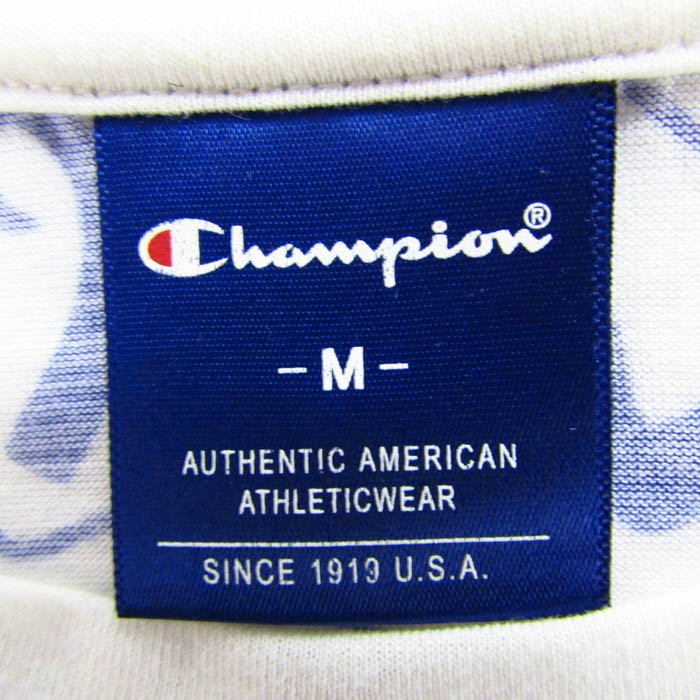 Champion®
-M-
AUTHENTIC AMERICAN
ATHLETICWEAR
SINCE 1919 U.S.A.